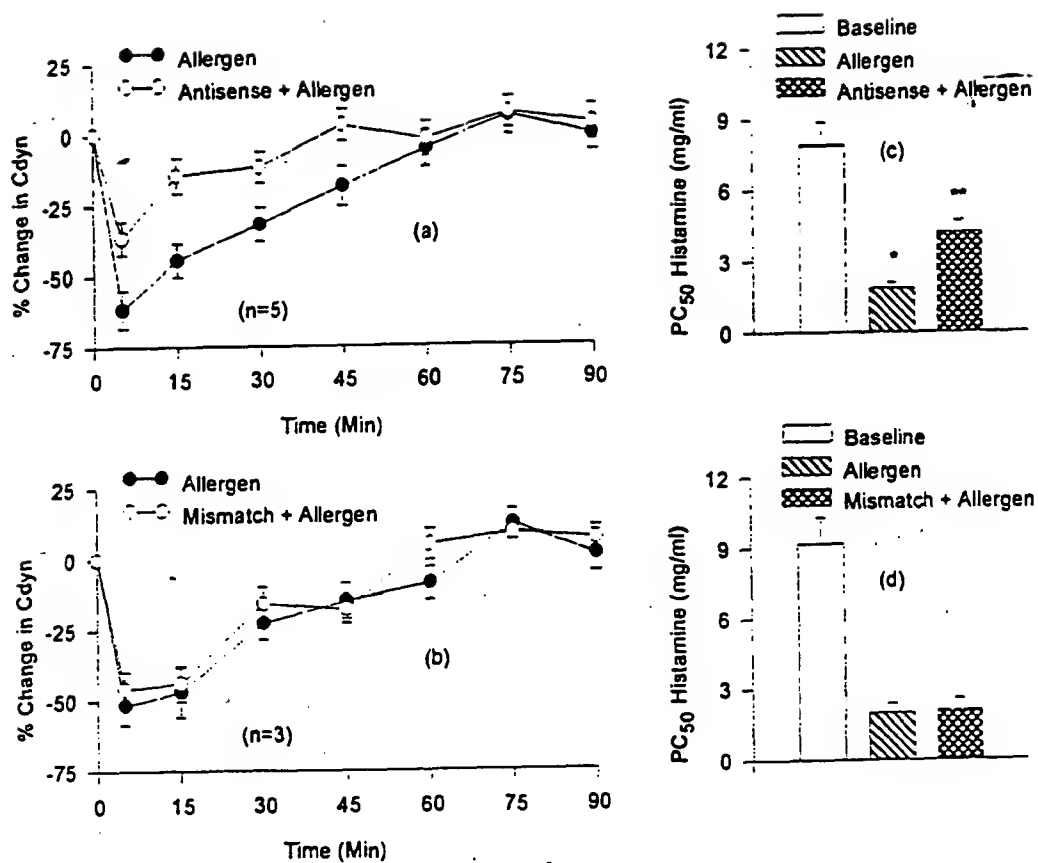 25
0
-25
-50
-75
% Change in Cdyn
Allergen
Antisense + Allergen
(a)
(n=5)
0 15 30 45 60 75 90
Time (Min)
12
9
6
3
0
PC50 Histamine (mg/ml)
Baseline
Allergen
Antisense + Allergen
(c)
*
**
25
0
-25
-50
-75
% Change in Cdyn
Allergen
Mismatch + Allergen
(b)
(n=3)
0 15 30 45 60 75 90
Time (Min)
12
9
6
3
0
PC50 Histamine (mg/ml)
Baseline
Allergen
Mismatch + Allergen
(d)